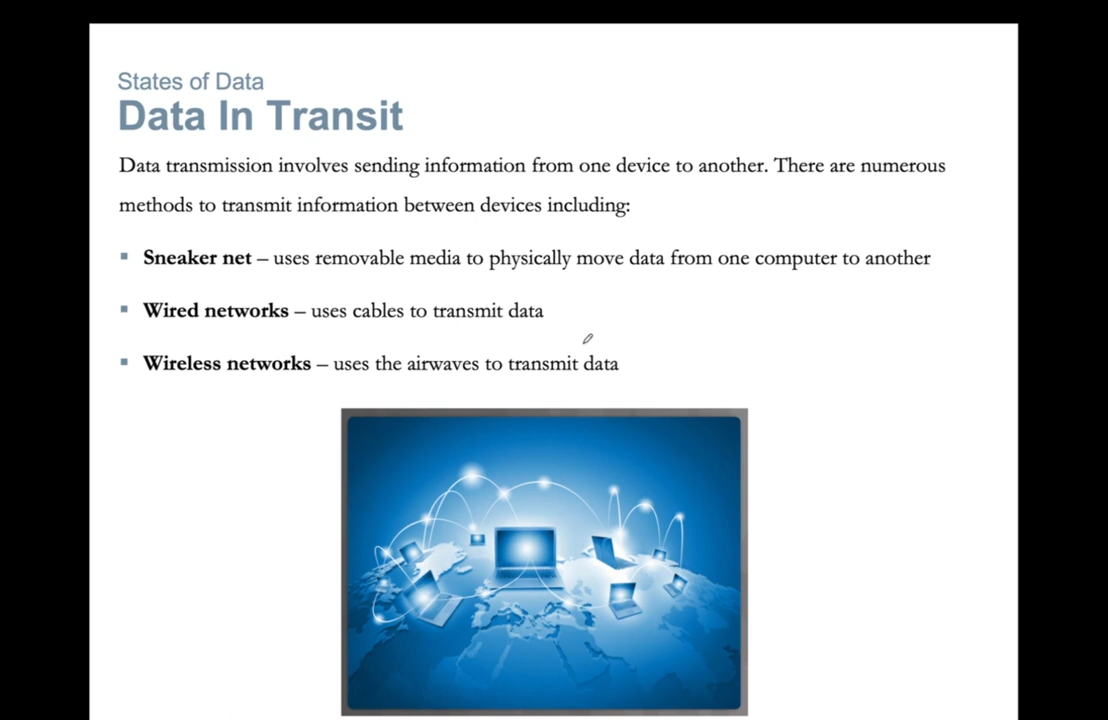 States of Data
Data In Transit
Data transmission involves sending information from one device to another. There are numerous
methods to transmit information between devices including:
▪ Sneaker net – uses removable media to physically move data from one computer to another
▪ Wired networks – uses cables to transmit data
▪ Wireless networks – uses the airwaves to transmit data